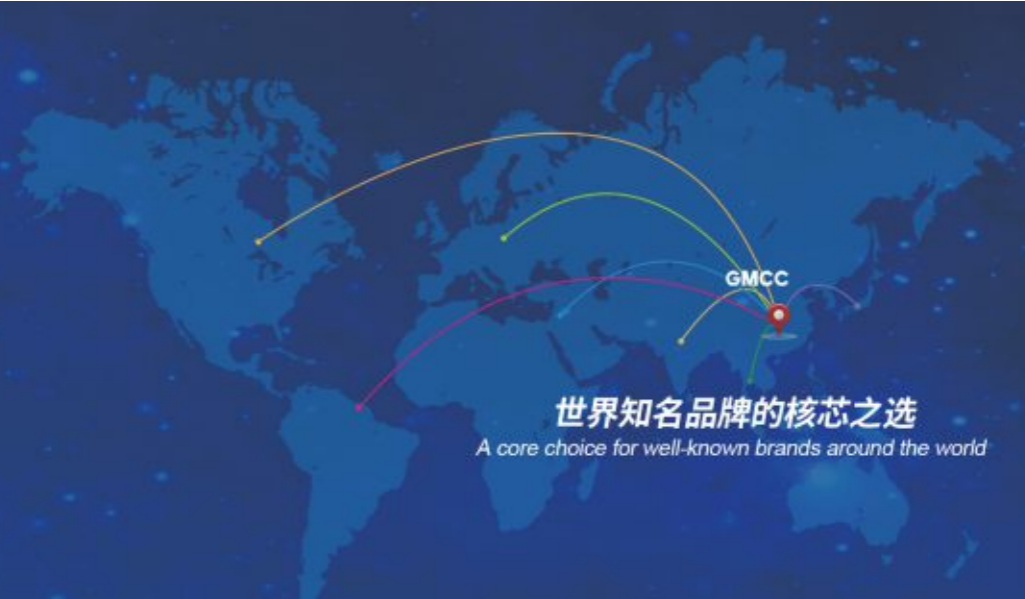 GMCC
世界知名品牌的核芯之选
A core choice for well-known brands around the world